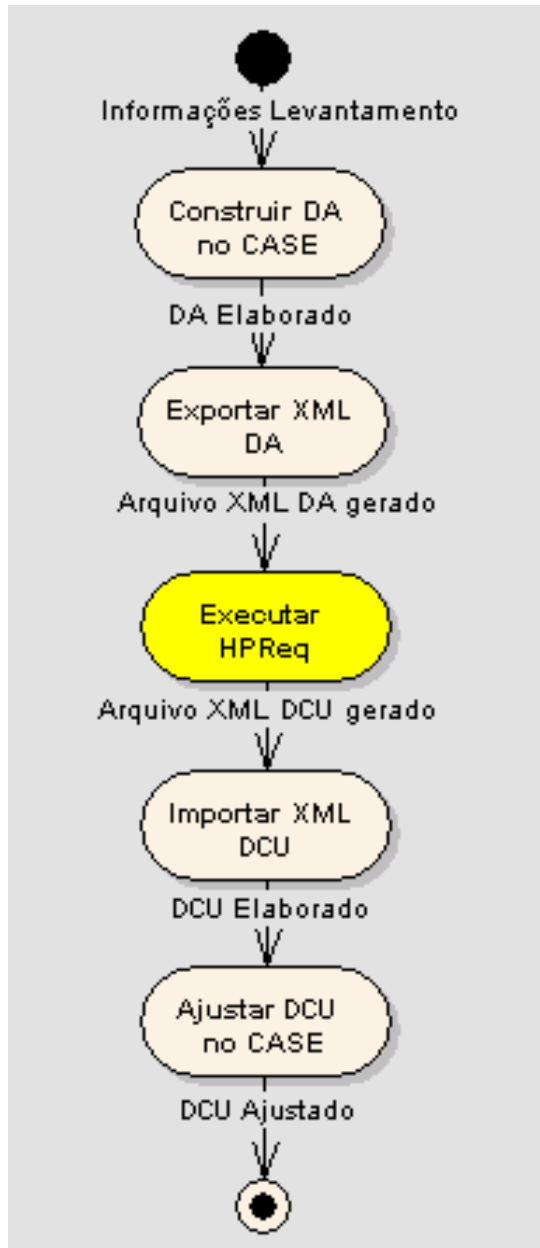 Informações Levantamento
Construir DA
no CASE
DA Elaborado
Exportar XML
DA
Arquivo XML DA gerado
Executar
HPReq
Arquivo XML DCU gerado
Importar XML
DCU
DCU Elaborado
Ajustar DCU
no CASE
DCU Ajustado